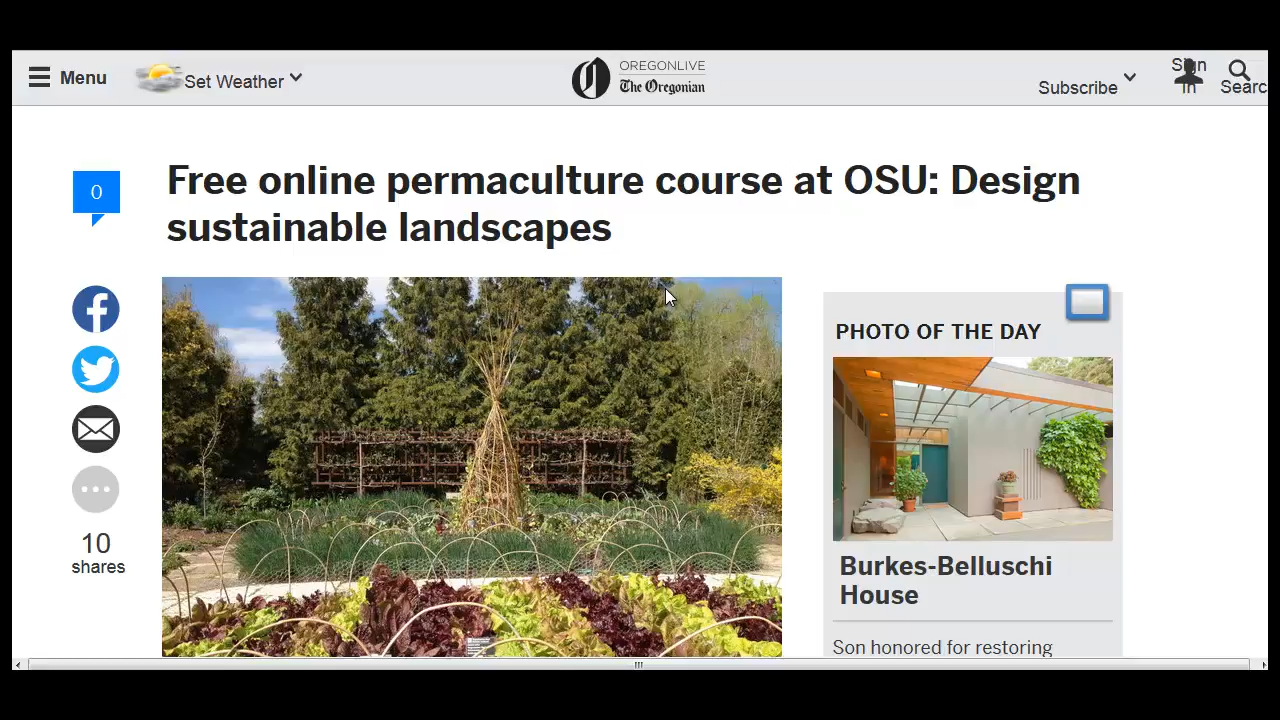 Menu
Set Weather
OREGONLIVE
The Oregonian
Subscribe
Sign
In
Searc
0
Free online permaculture course at OSU: Design
sustainable landscapes
10
shares
PHOTO OF THE DAY
Burkes-Belluschi
House
Son honored for restoring